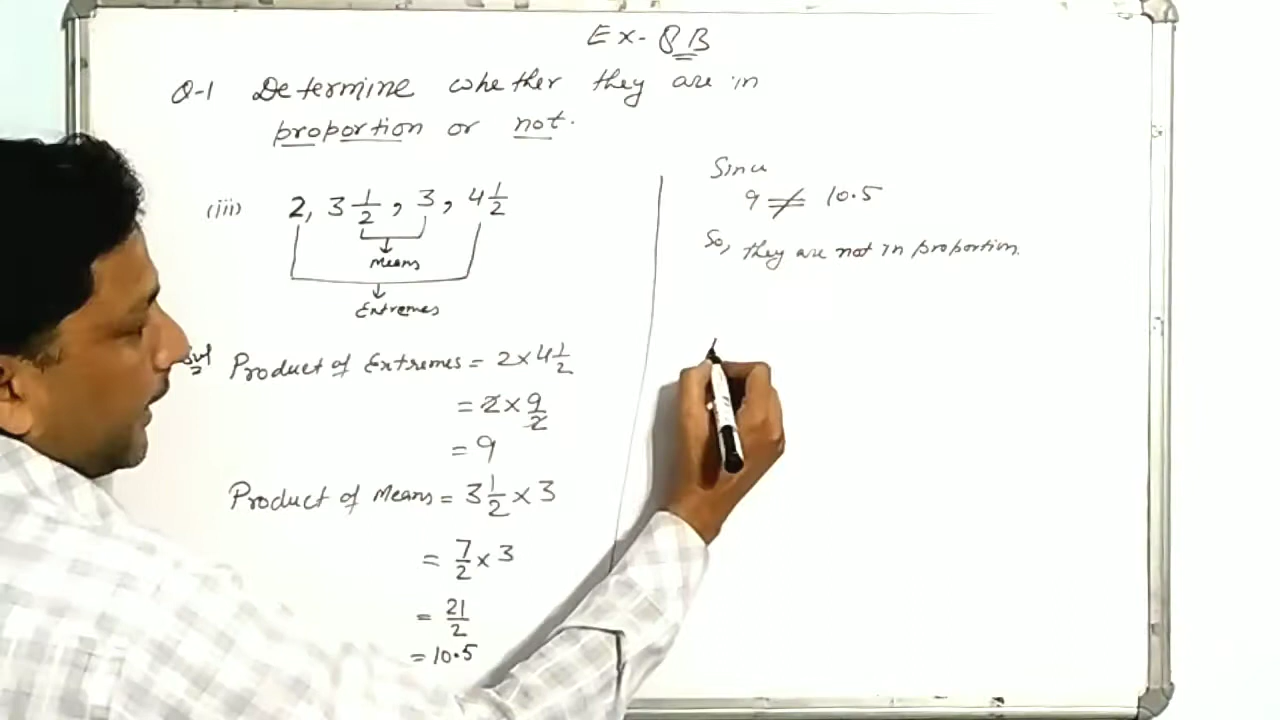 Ex-8B
Q-1 Determine whether they are in
proportion or not.
(iii) 2, 3 1/2, 3, 4 1/2
Means
Extremes
Sol Product of Extremes = 2 × 4 1/2
= 2 × 9/2
= 9
Product of Means = 3 1/2 × 3
= 7/2 × 3
= 21/2
= 10.5
Since
9 ≠ 10.5
So, they are not in proportion.